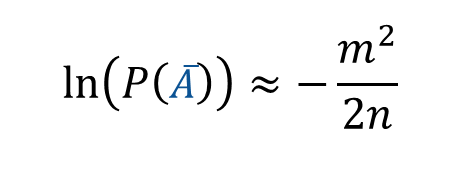 ln(P(Ā)) ≈ − m² / 2n